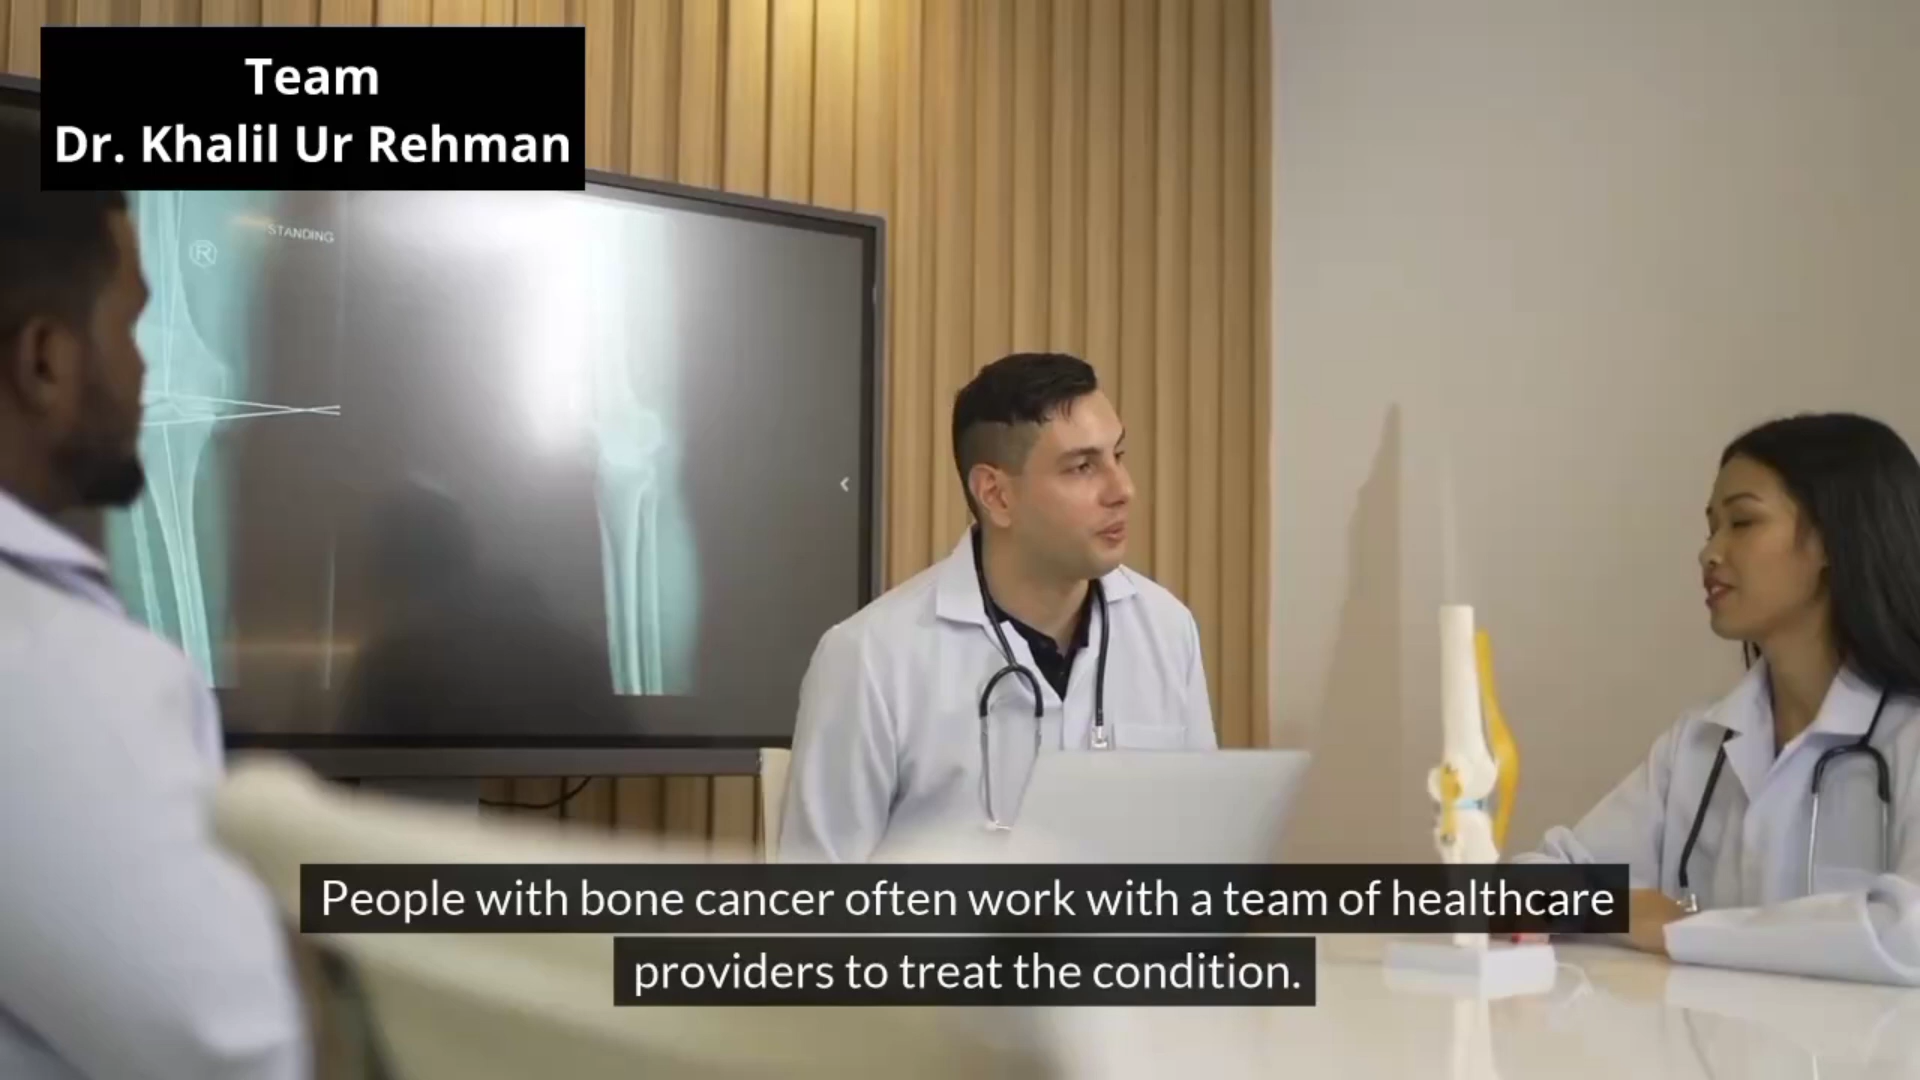 Team
Dr. Khalil Ur Rehman
STANDING
R
People with bone cancer often work with a team of healthcare
providers to treat the condition.